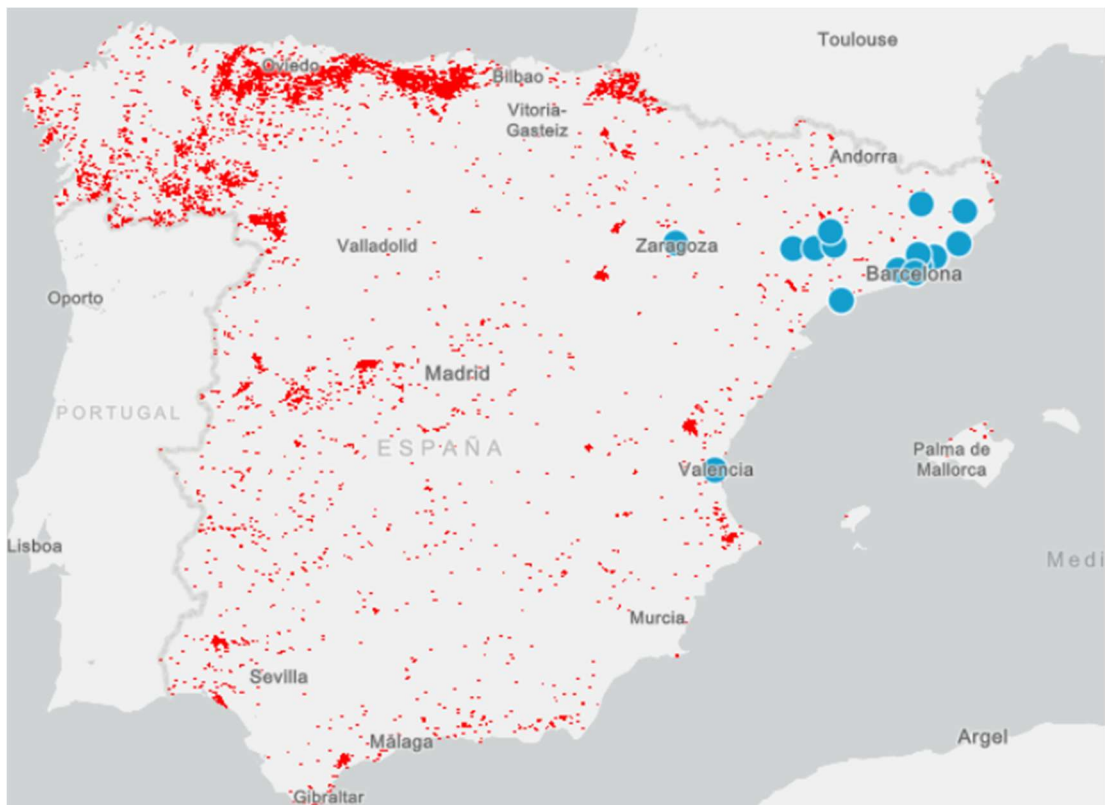 Toulouse
Oviedo
Bilbao
Vitoria-
Gasteiz
Andorra
Valladolid
Zaragoza
Barcelona
Oporto
Madrid
PORTUGAL
ESPAÑA
Palma de
Mallorca
Valencia
Lisboa
Medi
Murcia
Sevilla
Málaga
Argel
Gibraltar